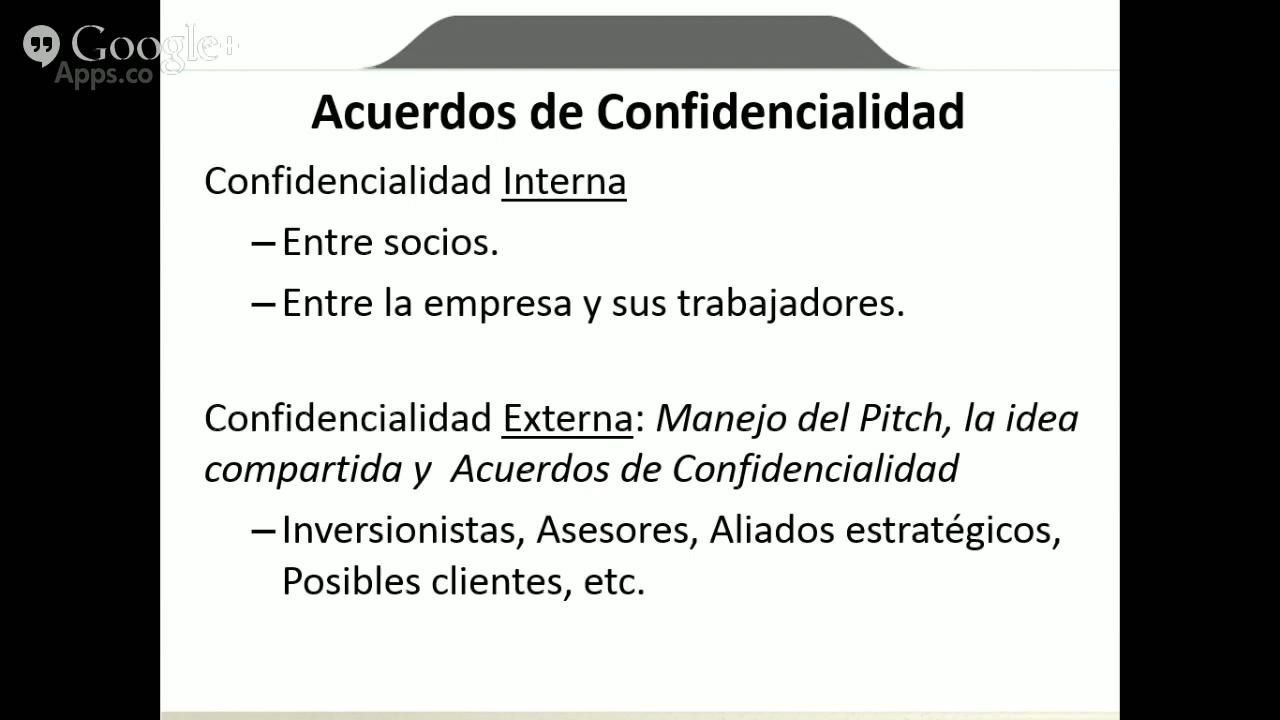 Google+
Apps.co
Acuerdos de Confidencialidad
Confidencialidad Interna
– Entre socios.
– Entre la empresa y sus trabajadores.
Confidencialidad Externa: Manejo del Pitch, la idea
compartida y Acuerdos de Confidencialidad
– Inversionistas, Asesores, Aliados estratégicos,
Posibles clientes, etc.